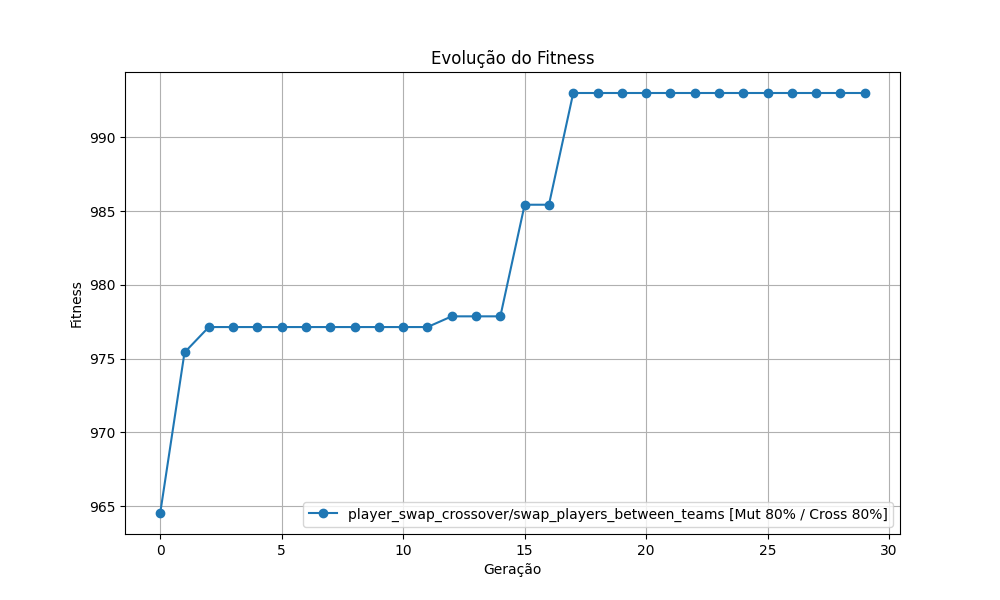 Evolução do Fitness
Fitness
990
985
980
975
970
965
player_swap_crossover/swap_players_between_teams [Mut 80% / Cross 80%]
0 5 10 15 20 25 30
Geração